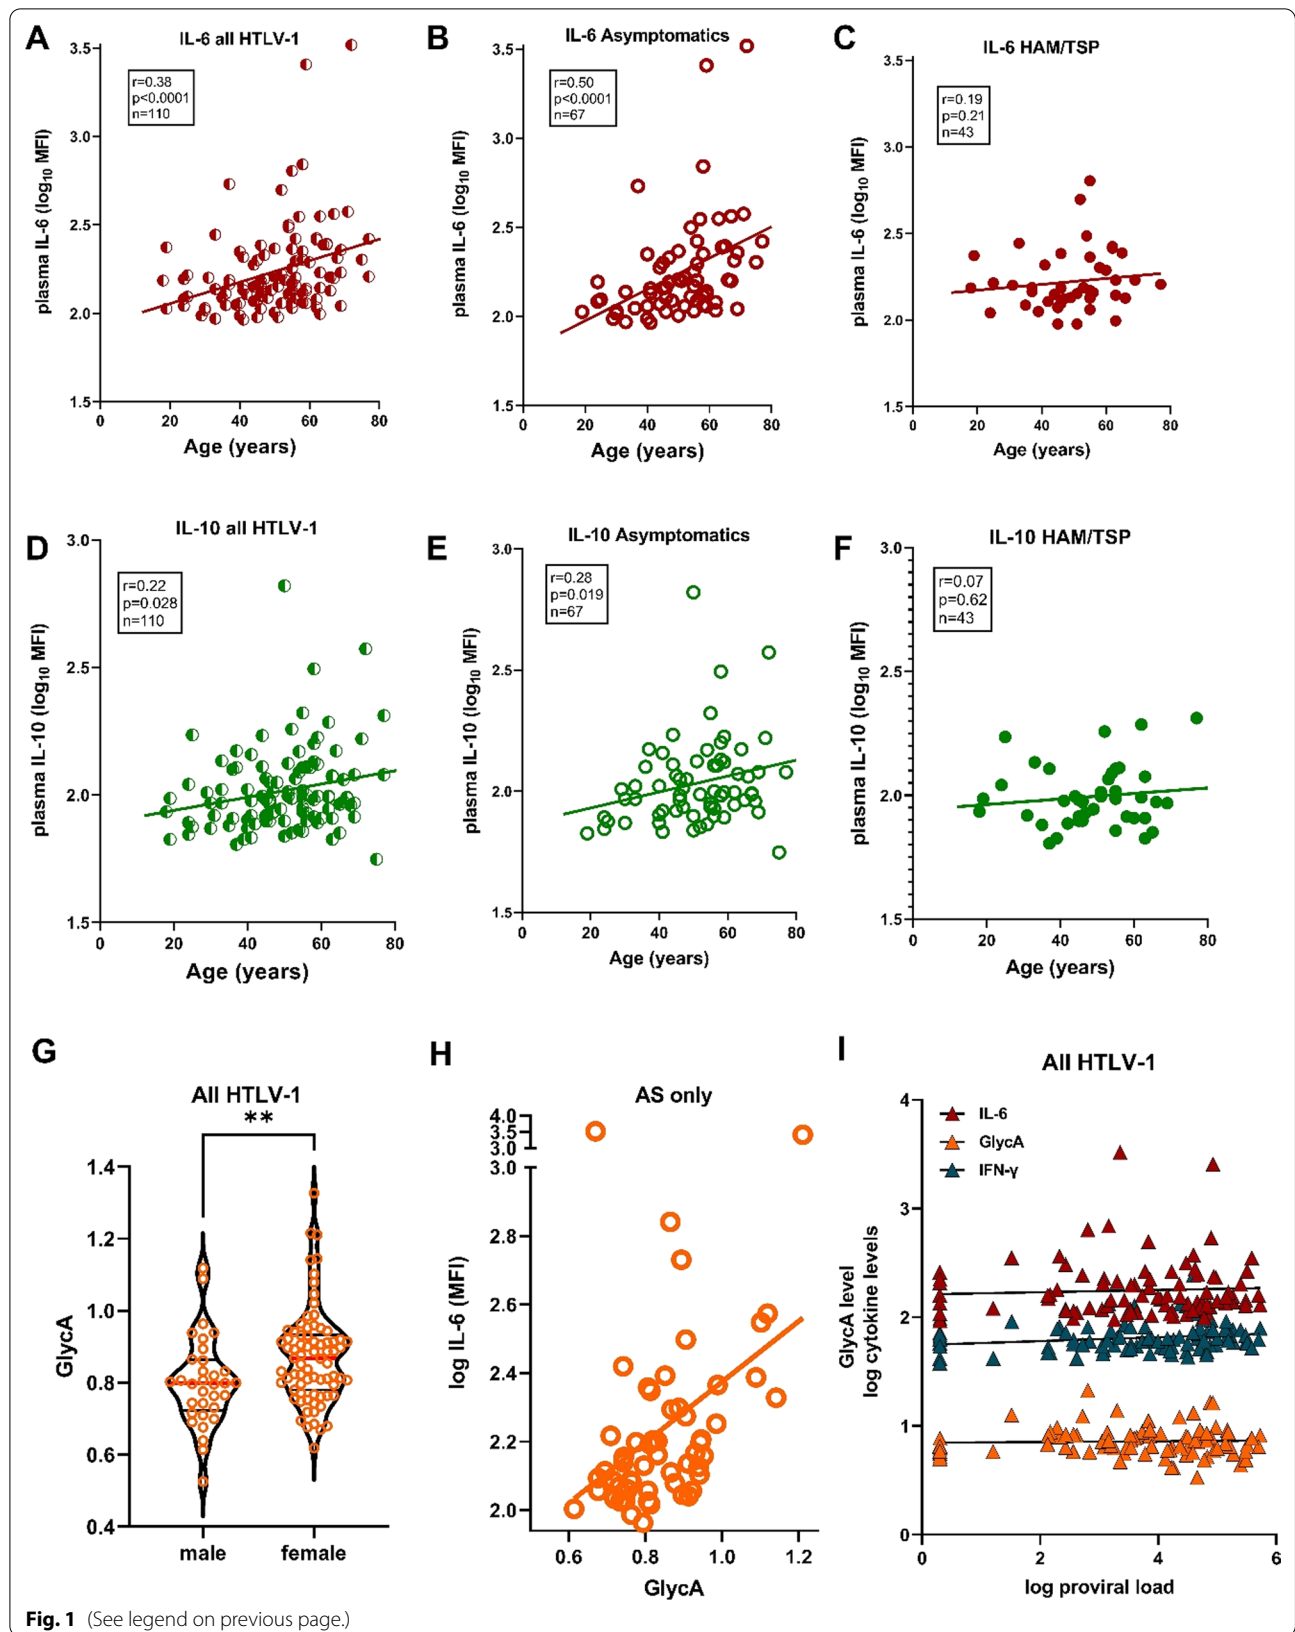 A
IL-6 all HTLV-1
r=0.38
p<0.0001
n=110
plasma IL-6 (log10 MFI)
3.5
3.0
2.5
2.0
1.5
0 20 40 60 80
Age (years)
B
IL-6 Asymptomatics
r=0.50
p<0.0001
n=67
plasma IL-6 (log10 MFI)
3.5
3.0
2.5
2.0
1.5
0 20 40 60 80
Age (years)
C
IL-6 HAM/TSP
r=0.19
p=0.21
n=43
plasma IL-6 (log10 MFI)
3.5
3.0
2.5
2.0
1.5
0 20 40 60 80
Age (years)
D
IL-10 all HTLV-1
r=0.22
p=0.028
n=110
plasma IL-10 (log10 MFI)
3.0
2.5
2.0
1.5
0 20 40 60 80
Age (years)
E
IL-10 Asymptomatics
r=0.28
p=0.019
n=67
plasma IL-10 (log10 MFI)
3.0
2.5
2.0
1.5
0 20 40 60 80
Age (years)
F
IL-10 HAM/TSP
r=0.07
p=0.62
n=43
plasma IL-10 (log10 MFI)
3.0
2.5
2.0
1.5
0 20 40 60 80
Age (years)
G
All HTLV-1
**
GlycA
1.4
1.2
1.0
0.8
0.6
0.4
male female
H
AS only
log IL-6 (MFI)
4.0
3.5
3.0
3.0
2.8
2.6
2.4
2.2
2.0
0.6 0.8 1.0 1.2
GlycA
I
All HTLV-1
IL-6
GlycA
IFN-γ
GlycA level
log cytokine levels
4
3
2
1
0
0 2 4 6
log proviral load
Fig. 1 (See legend on previous page.)